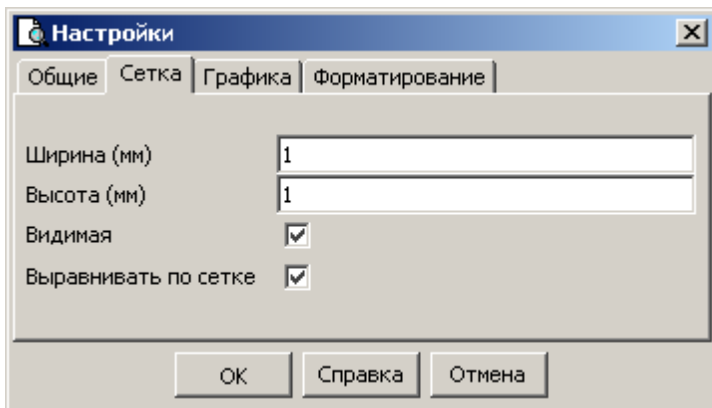 Настройки
Общие Сетка Графика Форматирование
Ширина (мм) 1
Высота (мм) 1
Видимая
Выравнивать по сетке
OK Справка Отмена